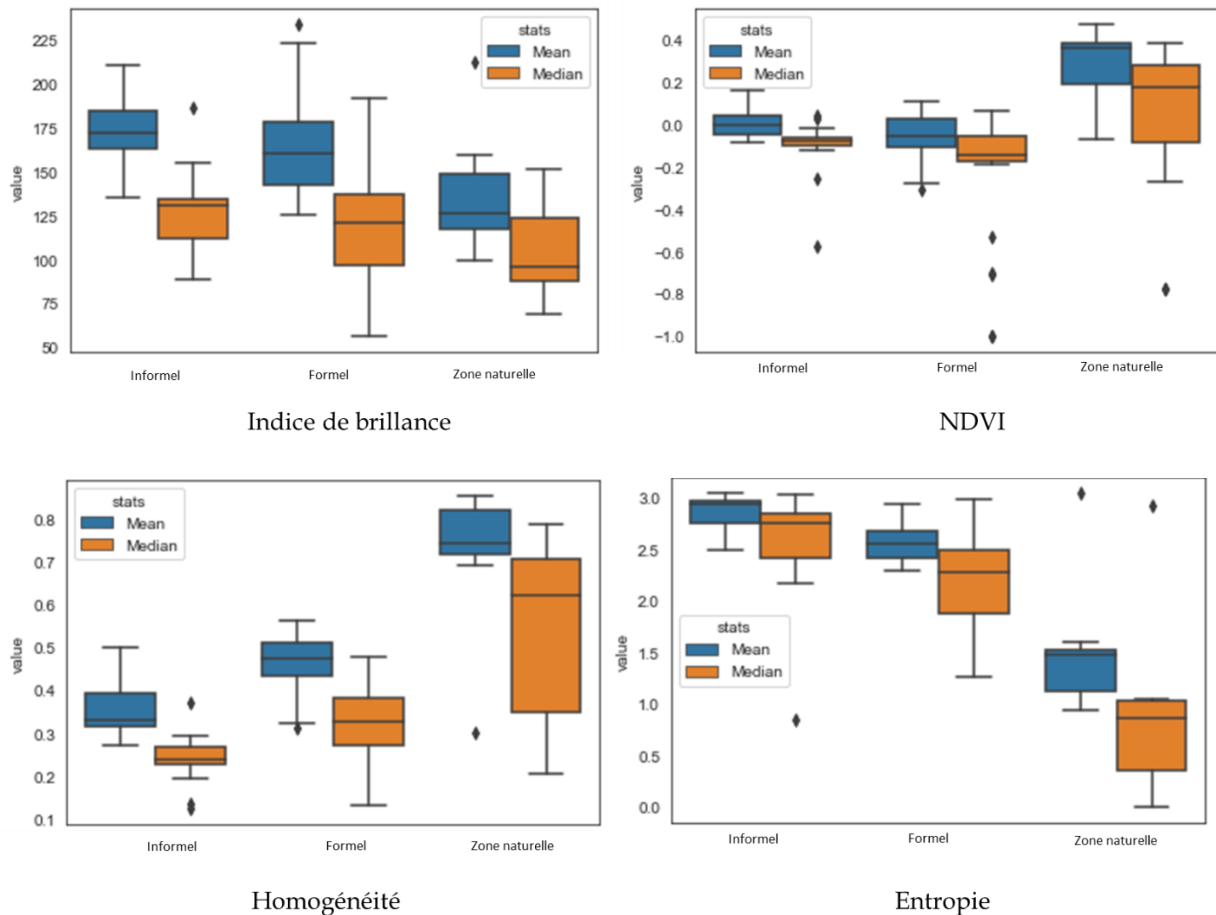 225
200
175
150
125
100
75
50
value
stats
Mean
Median
Informel
Formel
Zone naturelle
Indice de brillance
0.4
0.2
0.0
−0.2
−0.4
−0.6
−0.8
−1.0
value
stats
Mean
Median
Informel
Formel
Zone naturelle
NDVI
0.8
0.7
0.6
0.5
0.4
0.3
0.2
0.1
value
stats
Mean
Median
Informel
Formel
Zone naturelle
Homogénéité
3.0
2.5
2.0
1.5
1.0
0.5
0.0
value
stats
Mean
Median
Informel
Formel
Zone naturelle
Entropie